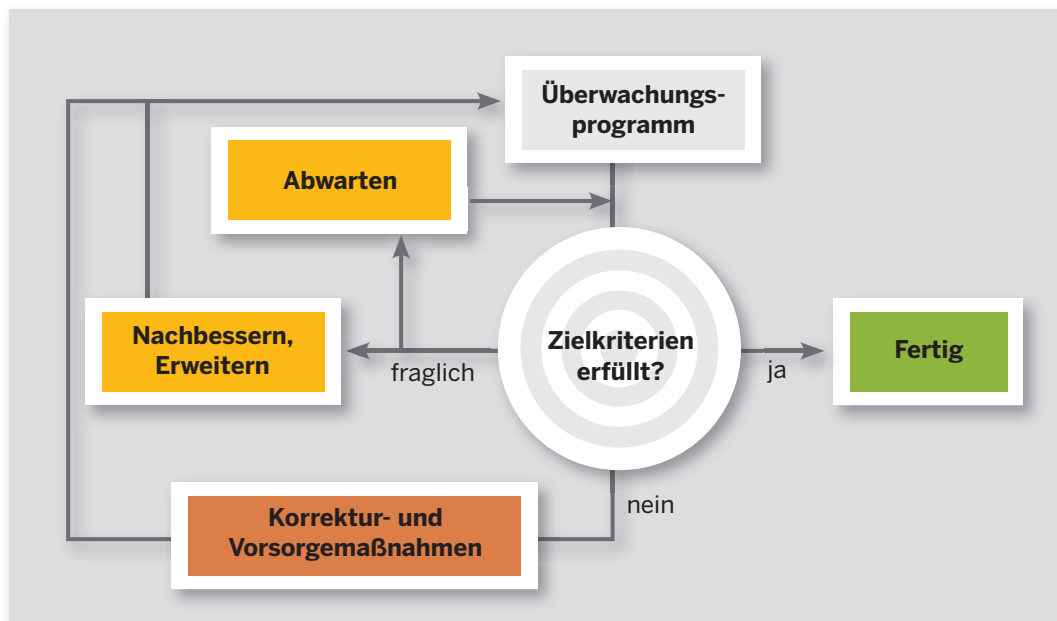 Überwachungs-
programm
Abwarten
Nachbessern,
Erweitern
fraglich
Zielkriterien
erfüllt?
ja
Fertig
nein
Korrektur- und
Vorsorgemaßnahmen